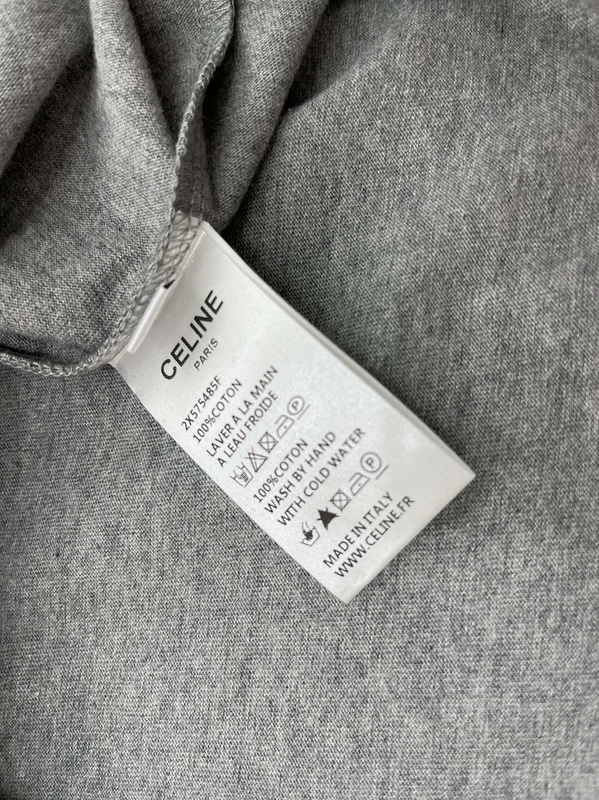 CELINE
PARIS
2X575485F
100%COTON
LAVER A LA MAIN
A LEAU FROIDE
100%COTON
WASH BY HAND
WITH COLD WATER
MADE IN ITALY
WWW.CELINE.FR